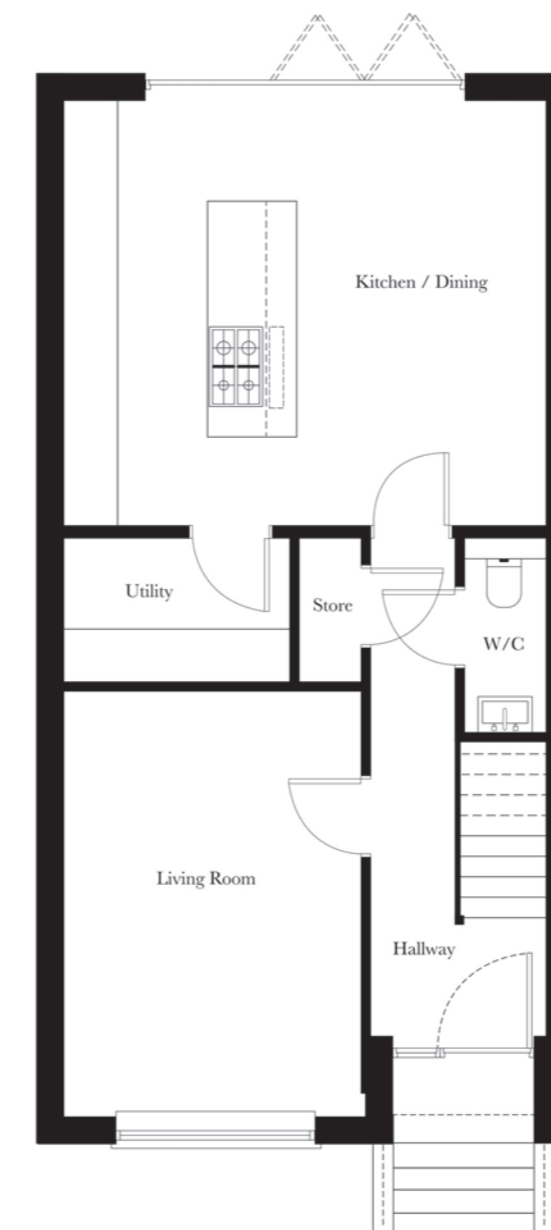 Kitchen / Dining
Utility
Store
W/C
Living Room
Hallway